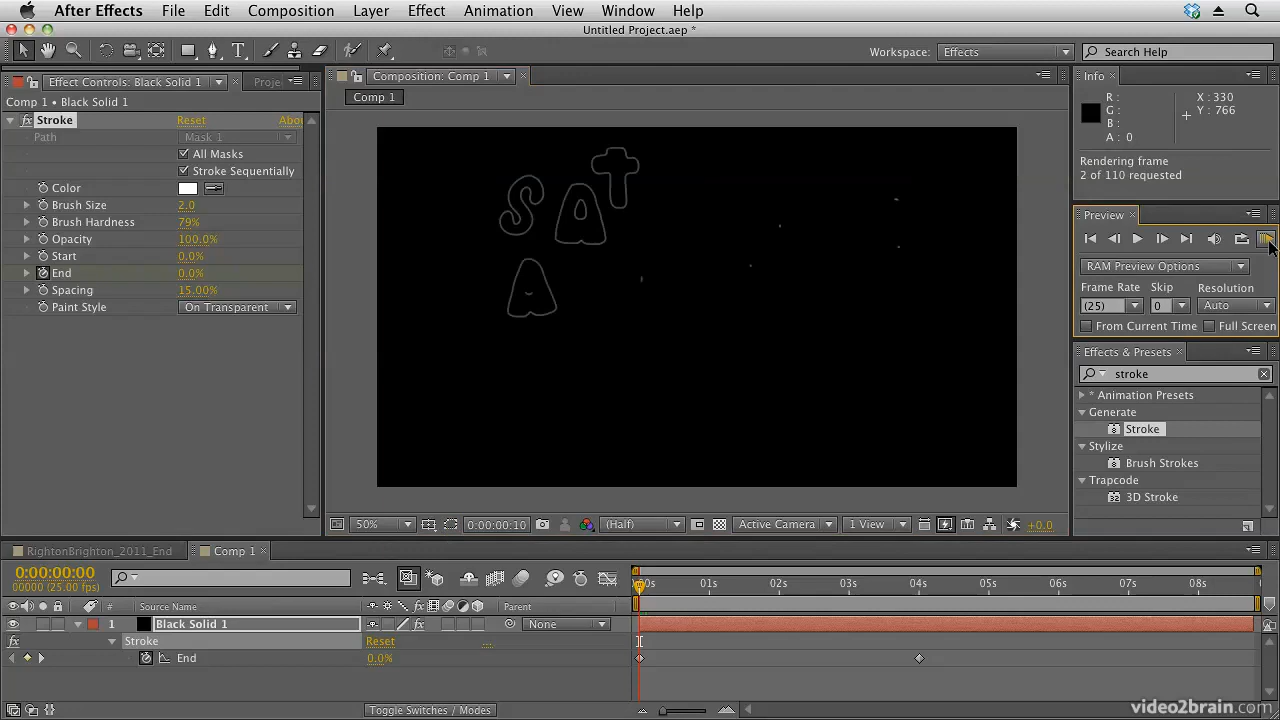 After Effects File Edit Composition Layer Effect Animation View Window Help
Untitled Project.aep *
Workspace: Effects Search Help
Effect Controls: Black Solid 1 Proje
Composition: Comp 1
Info
Comp 1 • Black Solid 1
Comp 1
R : X : 330
G : Y : 766
B :
A : 0
Stroke Reset Abou
Path Mask 1
All Masks
Stroke Sequentially
Color
Brush Size 2.0
Brush Hardness 79%
Opacity 100.0%
Start 0.0%
End 0.0%
Spacing 15.00%
Paint Style On Transparent
SAT
A
Rendering frame
2 of 110 requested
Preview
RAM Preview Options
Frame Rate Skip Resolution
(25) 0 Auto
From Current Time Full Screen
Effects & Presets
stroke
* Animation Presets
Generate
Stroke
Stylize
Brush Strokes
Trapcode
3D Stroke
50% 0:00:00:10 (Half) Active Camera 1 View +0.0
RightonBrighton_2011_End Comp 1
0:00:00:00
00000 (25.00 fps)
00s 01s 02s 03s 04s 05s 06s 07s 08s
# Source Name Parent
1 Black Solid 1 None
Stroke Reset ...
End 0.0%
Toggle Switches / Modes
video2brain.com